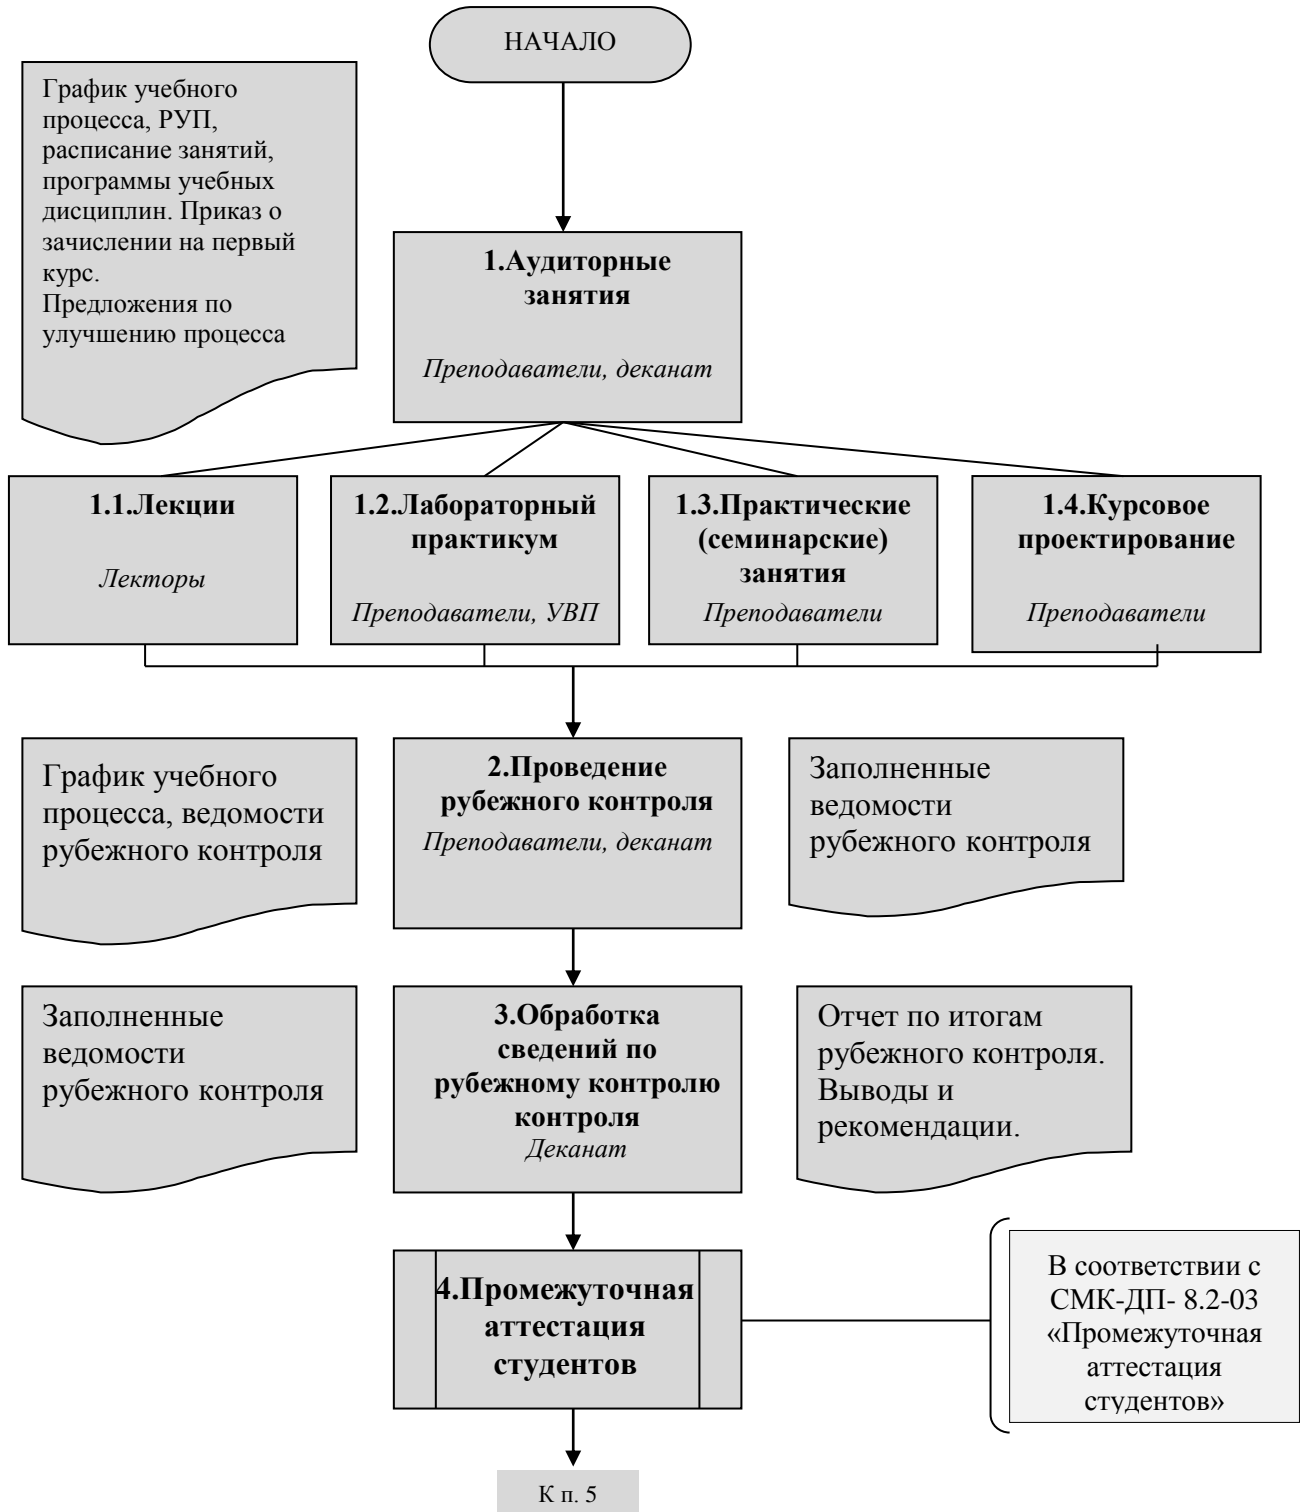 НАЧАЛО
График учебного
процесса, РУП,
расписание занятий,
программы учебных
дисциплин. Приказ о
зачислении на первый
курс.
Предложения по
улучшению процесса
1.Аудиторные
занятия
Преподаватели, деканат
1.1.Лекции
Лекторы
1.2.Лабораторный
практикум
Преподаватели, УВП
1.3.Практические
(семинарские)
занятия
Преподаватели
1.4.Курсовое
проектирование
Преподаватели
График учебного
процесса, ведомости
рубежного контроля
2.Проведение
рубежного контроля
Преподаватели, деканат
Заполненные
ведомости
рубежного контроля
Заполненные
ведомости
рубежного контроля
3.Обработка
сведений по
рубежному контролю
контроля
Деканат
Отчет по итогам
рубежного контроля.
Выводы и
рекомендации.
4.Промежуточная
аттестация
студентов
В соответствии с
СМК-ДП- 8.2-03
«Промежуточная
аттестация
студентов»
К п. 5